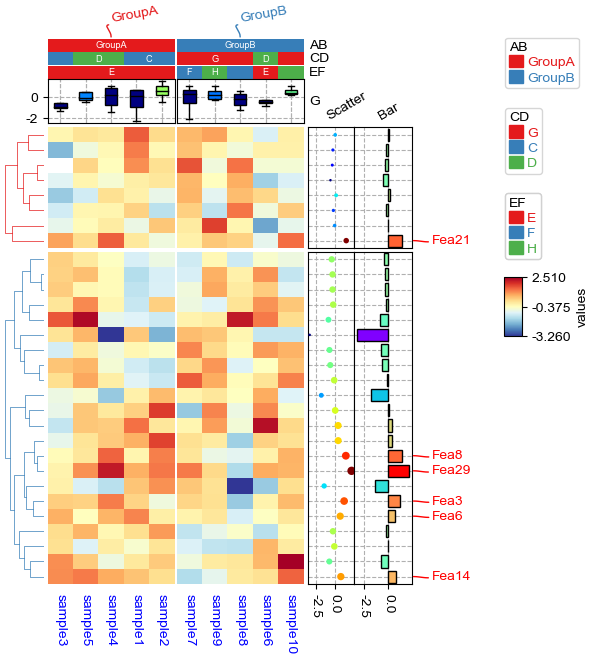 GroupA
GroupB
GroupA GroupB AB
D C G D CD
E F H E EF
0
-2
G
Scatter
Bar
AB
GroupA
GroupB
CD
G
C
D
EF
E
F
H
2.510
-0.375
-3.260
values
Fea21
Fea8
Fea29
Fea3
Fea6
Fea14
-2.5
0.0
-2.5
0.0
sample3
sample5
sample4
sample1
sample2
sample7
sample9
sample8
sample6
sample10